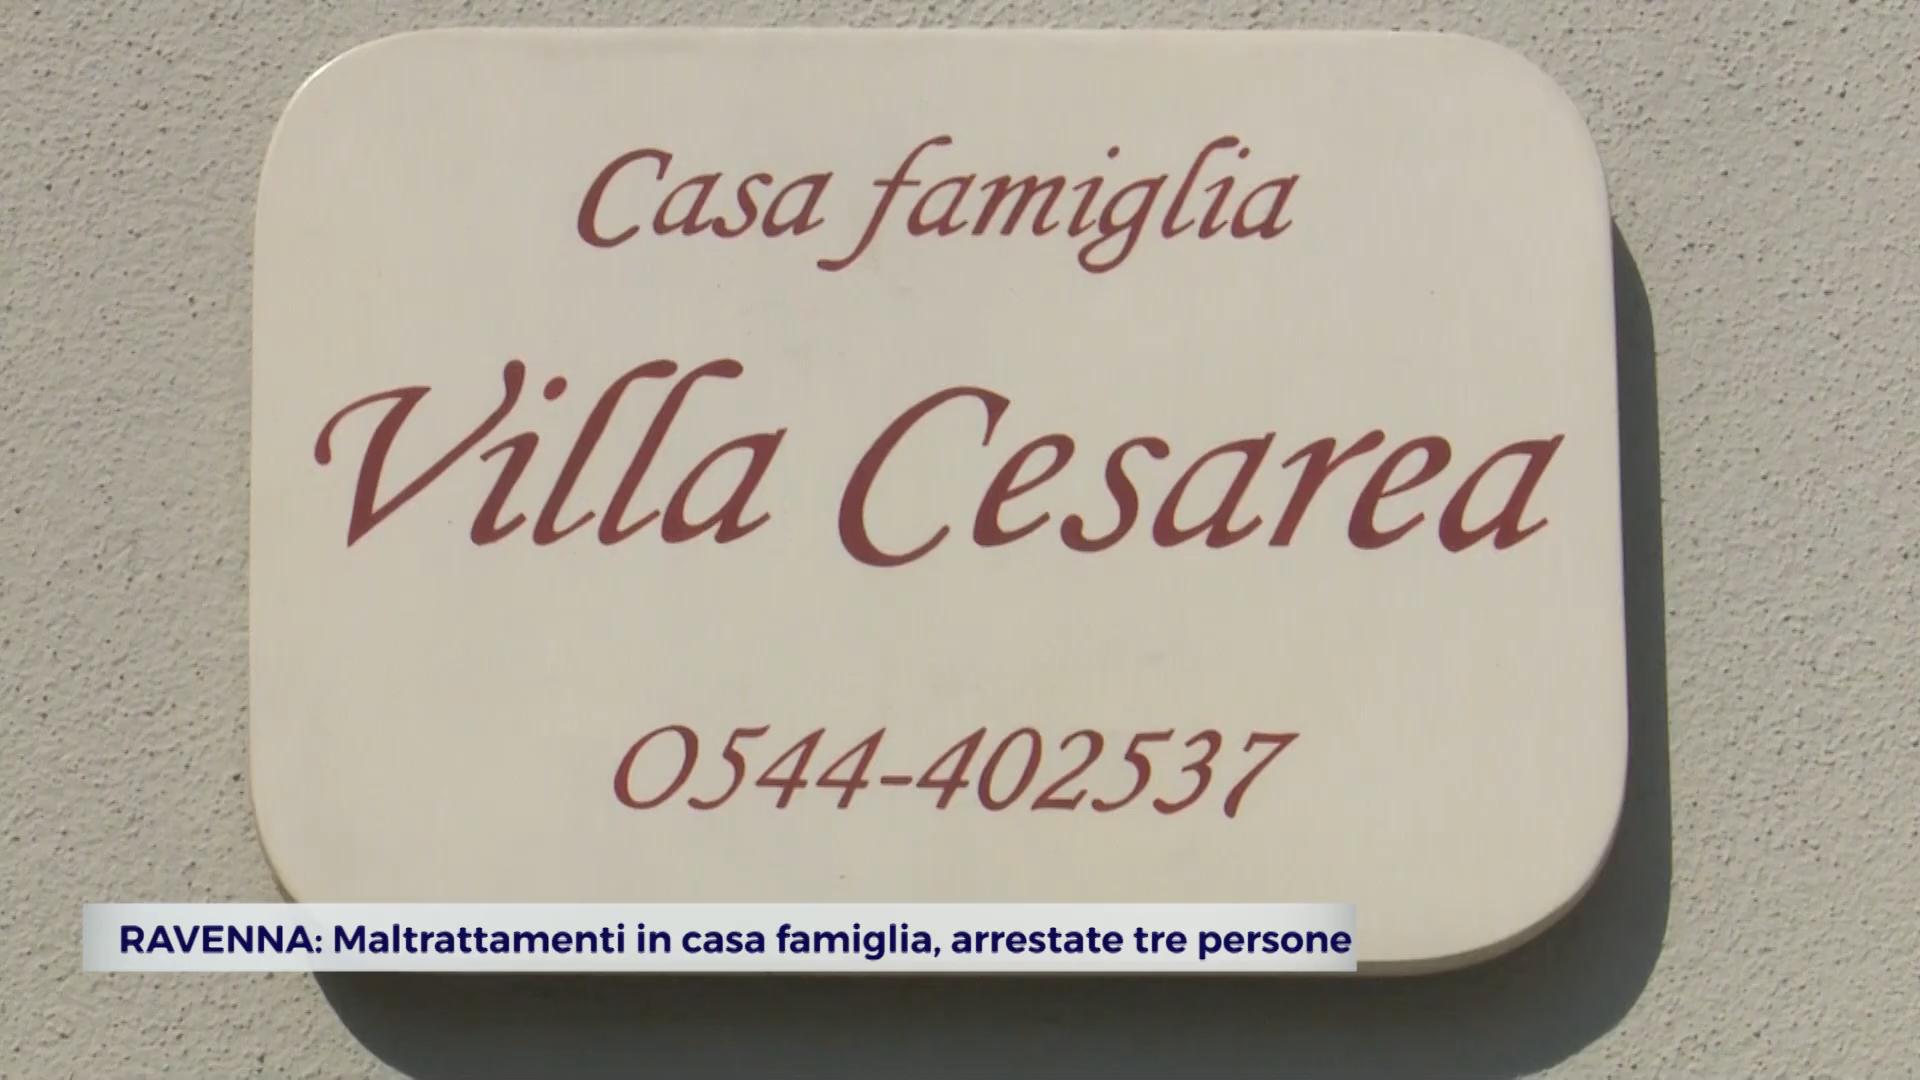 Casa famiglia
Villa Cesarea
0544-402537
RAVENNA: Maltrattamenti in casa famiglia, arrestate tre persone